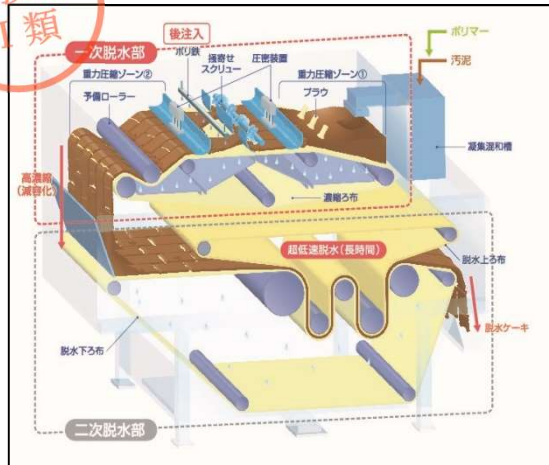 類
後注入
ポリマー
汚泥
一次脱水部
ポリ鉄
掻寄せ
スクリュー
圧密装置
重力圧縮ゾーン②
重力圧縮ゾーン①
予備ローラー
プラウ
凝集混和槽
高濃縮
(減容化)
濃縮ろ布
超低速脱水(長時間)
脱水上ろ布
脱水ケーキ
脱水下ろ布
二次脱水部